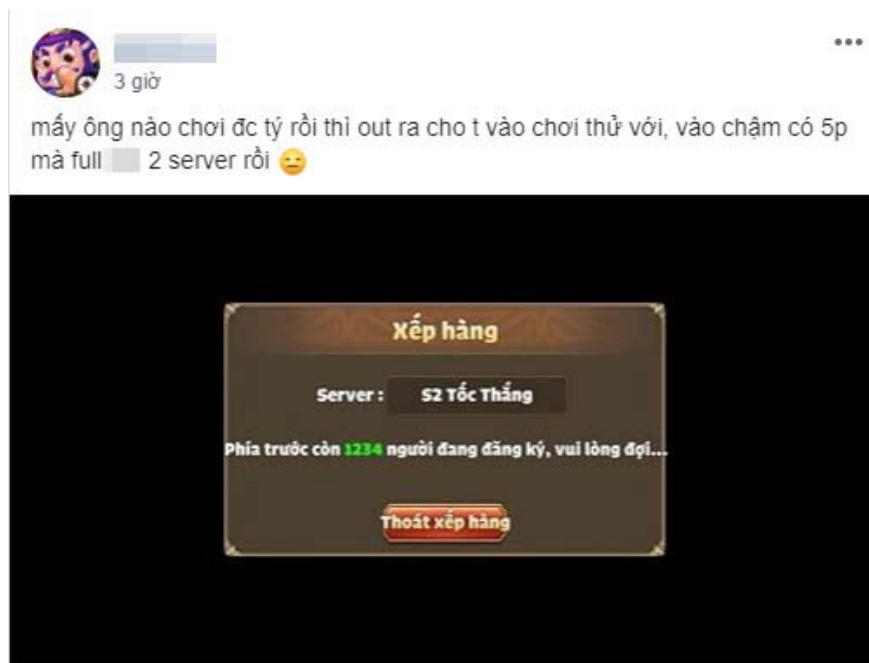 3 giờ
mấy ông nào chơi đc tý rồi thì out ra cho t vào chơi thử với, vào chậm có 5p
mà full 2 server rồi 😑
Xếp hàng
Server : S2 Tốc Thắng
Phía trước còn 1234 người đang đăng ký, vui lòng đợi...
Thoát xếp hàng